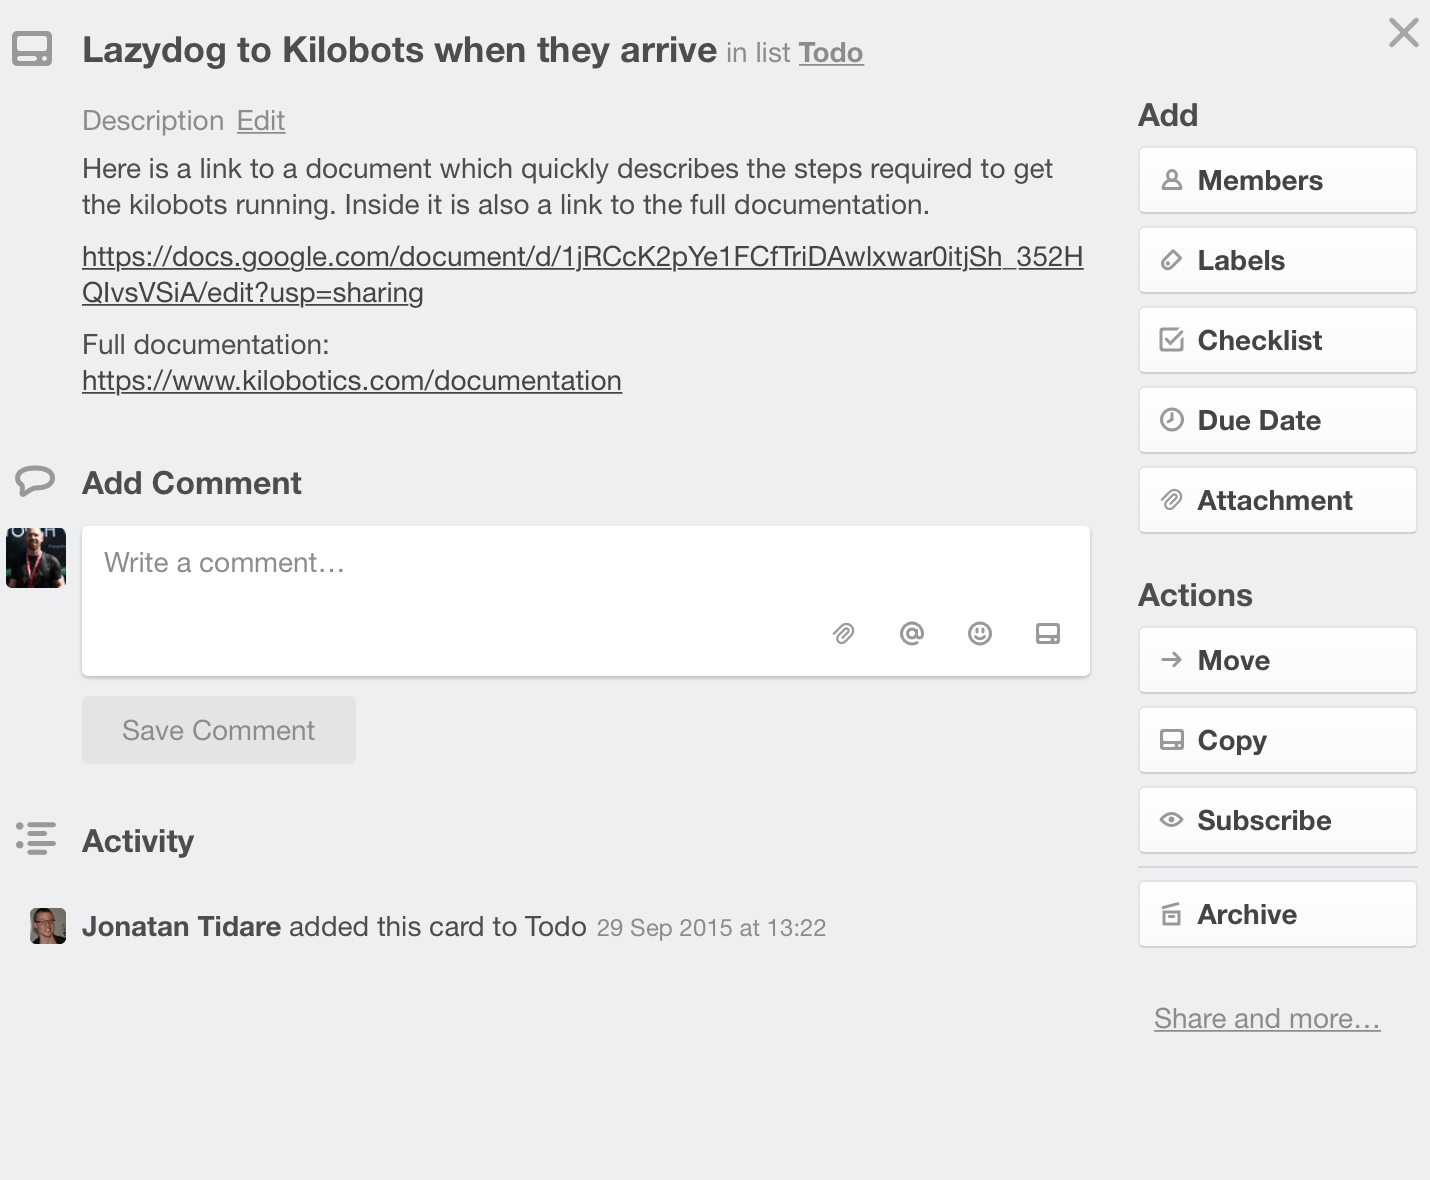 Lazydog to Kilobots when they arrive in list Todo
Description Edit
Here is a link to a document which quickly describes the steps required to get
the kilobots running. Inside it is also a link to the full documentation.
https://docs.google.com/document/d/1jRCcK2pYe1FCfTriDAwlxwar0itjSh_352H
QIvsVSiA/edit?usp=sharing
Full documentation:
https://www.kilobotics.com/documentation
Add Comment
Write a comment…
Save Comment
Activity
Jonatan Tidare added this card to Todo 29 Sep 2015 at 13:22
Add
Members
Labels
Checklist
Due Date
Attachment
Actions
Move
Copy
Subscribe
Archive
Share and more…